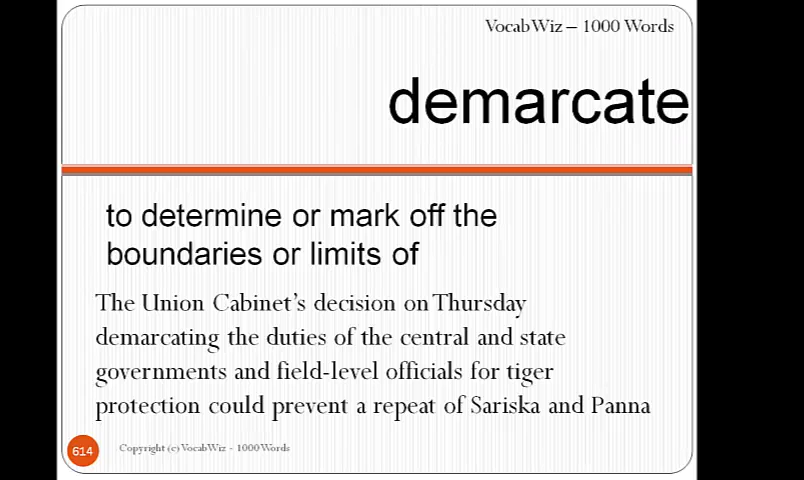 VocabWiz – 1000 Words
demarcate
to determine or mark off the
boundaries or limits of
The Union Cabinet’s decision on Thursday
demarcating the duties of the central and state
governments and field-level officials for tiger
protection could prevent a repeat of Sariska and Panna
614
Copyright (c) VocabWiz - 1000 Words